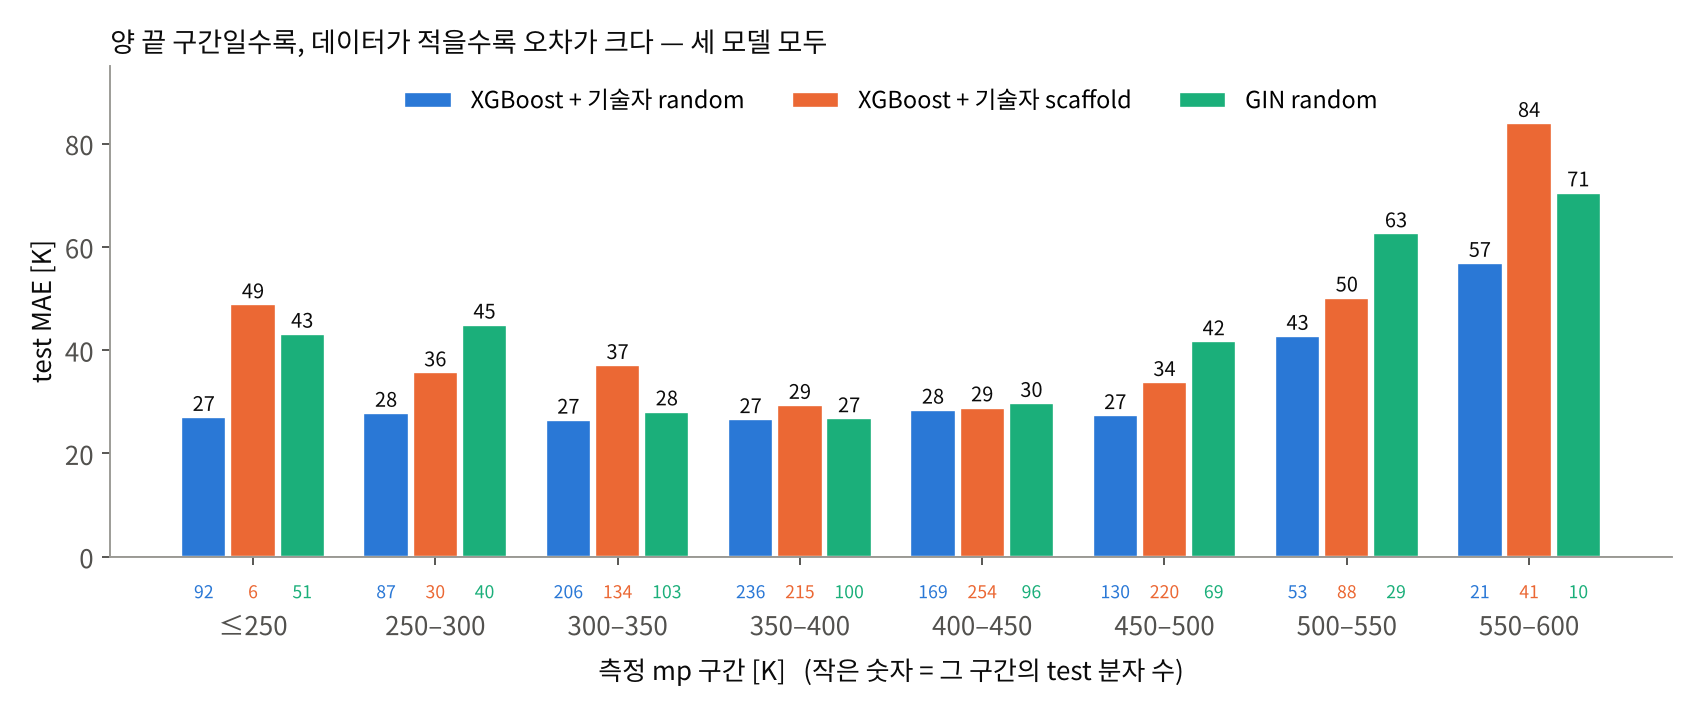 양 끝 구간일수록, 데이터가 적을수록 오차가 크다 — 세 모델 모두
XGBoost + 기술자 random XGBoost + 기술자 scaffold GIN random
test MAE [K]
80
60
40
20
0
27 49 43
28 36 45
27 37 28
27 29 27
28 29 30
27 34 42
43 50 63
57 84 71
92 6 51 87 30 40 206 134 103 236 215 100 169 254 96 130 220 69 53 88 29 21 41 10
≤250 250–300 300–350 350–400 400–450 450–500 500–550 550–600
측정 mp 구간 [K] (작은 숫자 = 그 구간의 test 분자 수)